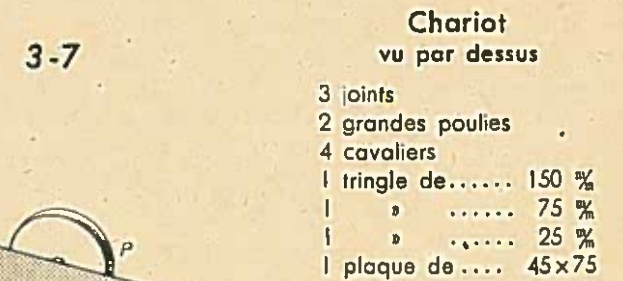 3-7
Chariot
vu par dessus
3 joints
2 grandes poulies
4 cavaliers
1 tringle de...... 150 m/m
1 » ...... 75 m/m
1 » ...... 25 m/m
1 plaque de.... 45x75
P